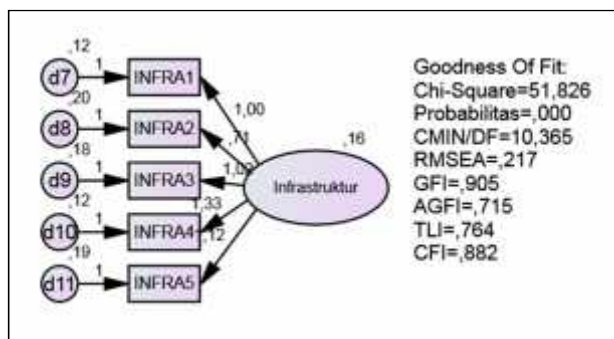 ,12
d7
1
INFRA1
,20
d8
1
INFRA2
,18
d9
1
INFRA3
,12
d10
1
INFRA4
,19
d11
1
INFRA5
1,00
,71
1,33
,12
,16
Infrastruktur
Goodness Of Fit:
Chi-Square=51,826
Probabilitas=,000
CMIN/DF=10,365
RMSEA=,217
GFI=,905
AGFI=,715
TLI=,764
CFI=,882